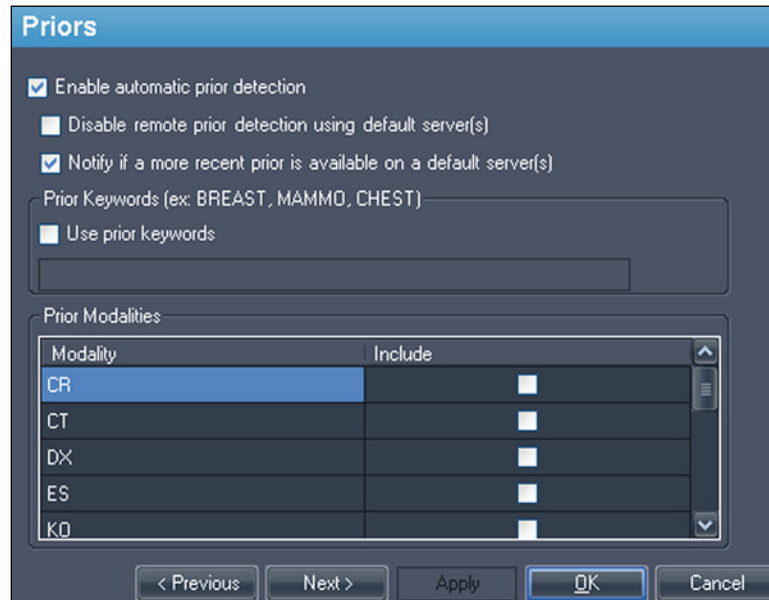 Priors
Enable automatic prior detection
Disable remote prior detection using default server(s)
Notify if a more recent prior is available on a default server(s)
Prior Keywords (ex: BREAST, MAMMO, CHEST)
Use prior keywords
Prior Modalities
Modality Include
CR
CT
DX
ES
KO
< Previous Next > Apply OK Cancel